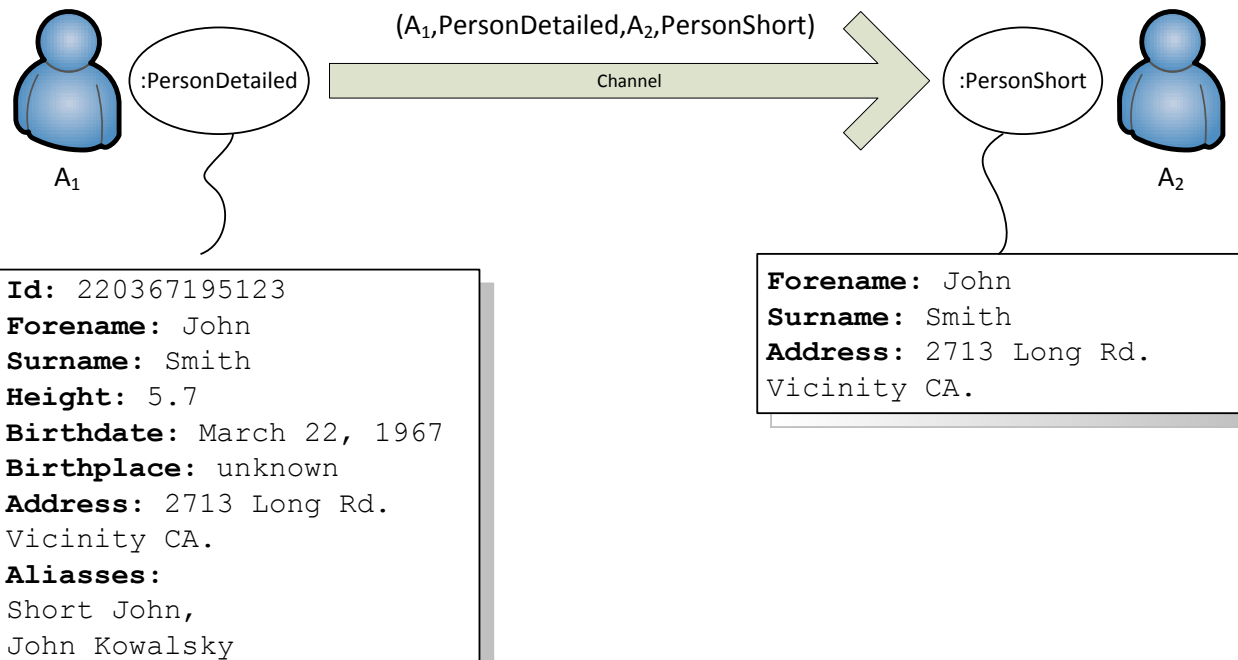 (A₁,PersonDetailed,A₂,PersonShort)
:PersonDetailed
Channel
:PersonShort
A₁
A₂
Id: 220367195123
Forename: John
Surname: Smith
Height: 5.7
Birthdate: March 22, 1967
Birthplace: unknown
Address: 2713 Long Rd.
Vicinity CA.
Aliasses:
Short John,
John Kowalsky
Forename: John
Surname: Smith
Address: 2713 Long Rd.
Vicinity CA.